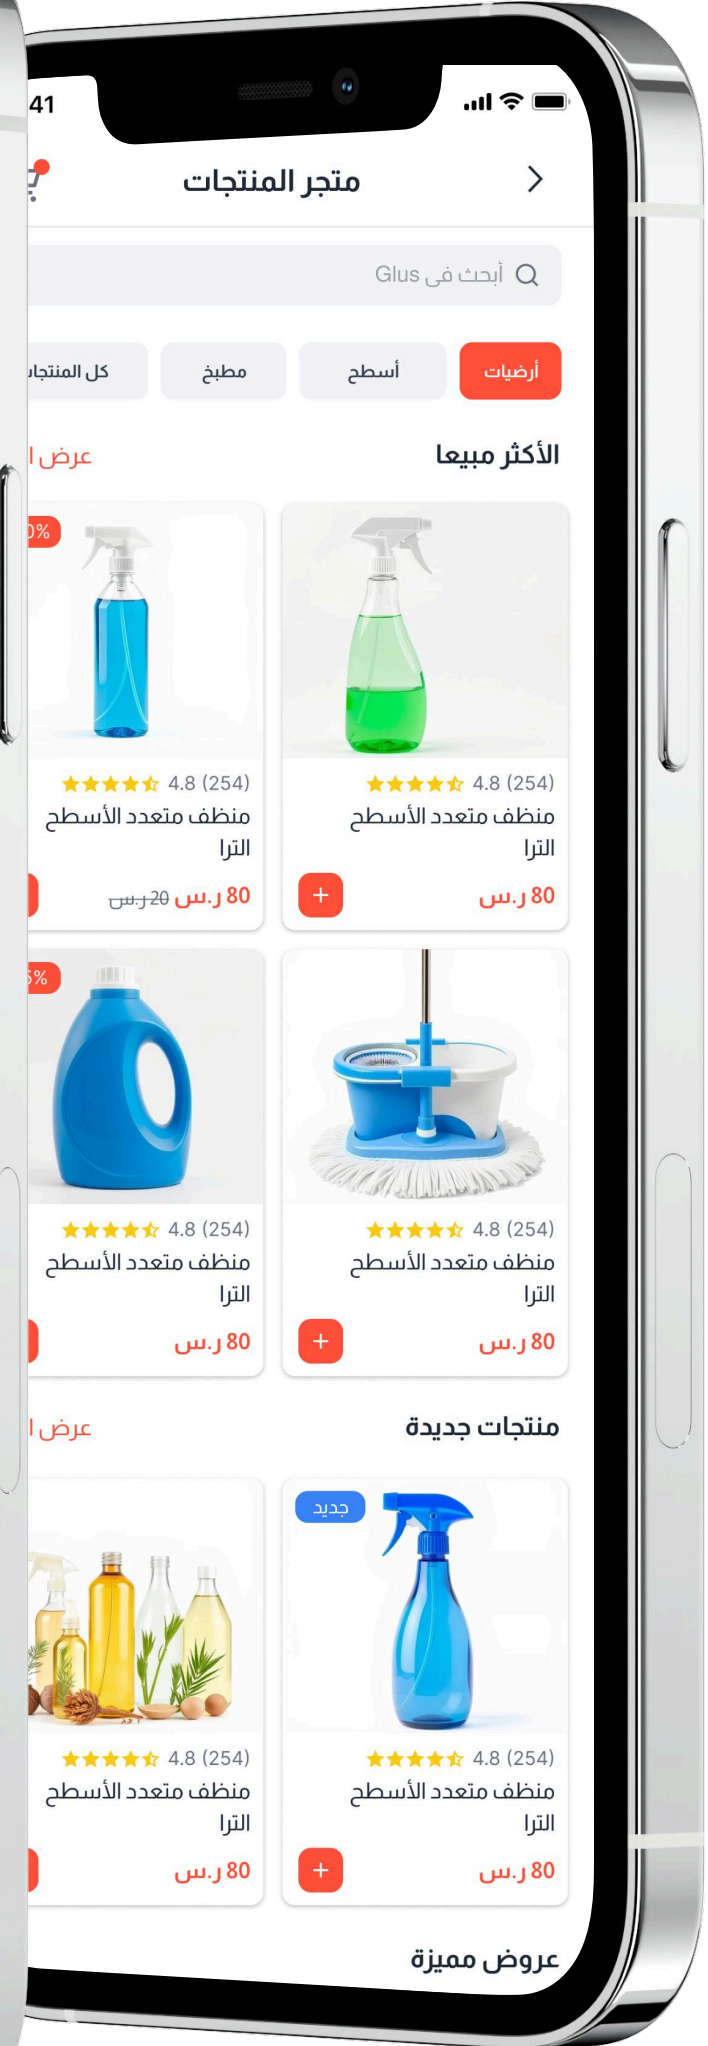 41
متجر المنتجات
أبحث فى Glus
أرضيات
أسطح
مطبخ
كل
الأكثر مبيعا
عرض
4.8 (254)
منظف متعدد الأسطح
الترا
80 ر.س
+
4.8 (254)
منظف متعدد الأسطح
الترا
80 ر.س 20 ر.س
4.8 (254)
منظف متعدد الأسطح
الترا
80 ر.س
+
4.8 (254)
منظف متعدد الأسطح
الترا
80 ر.س
منتجات جديدة
عرض
جديد
4.8 (254)
منظف متعدد الأسطح
الترا
80 ر.س
+
4.8 (254)
منظف متعدد الأسطح
الترا
80 ر.س
عروض مميزة